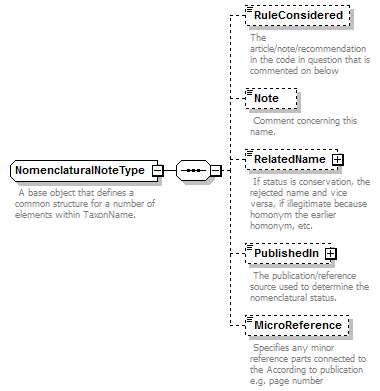 RuleConsidered
The
article/note/recommendation
in the code in question that is
commented on below
Note
Comment concerning this
name.
NomenclaturalNoteType
A base object that defines a
common structure for a number of
elements within TaxonName.
RelatedName
If status is conservation, the
rejected name and vice
versa, if illegitimate because
homonym the earlier
homonym, etc.
PublishedIn
The publication/reference
source used to determine the
nomenclatural status.
MicroReference
Specifies any minor
reference parts connected to
the According to publication
e.g. page number